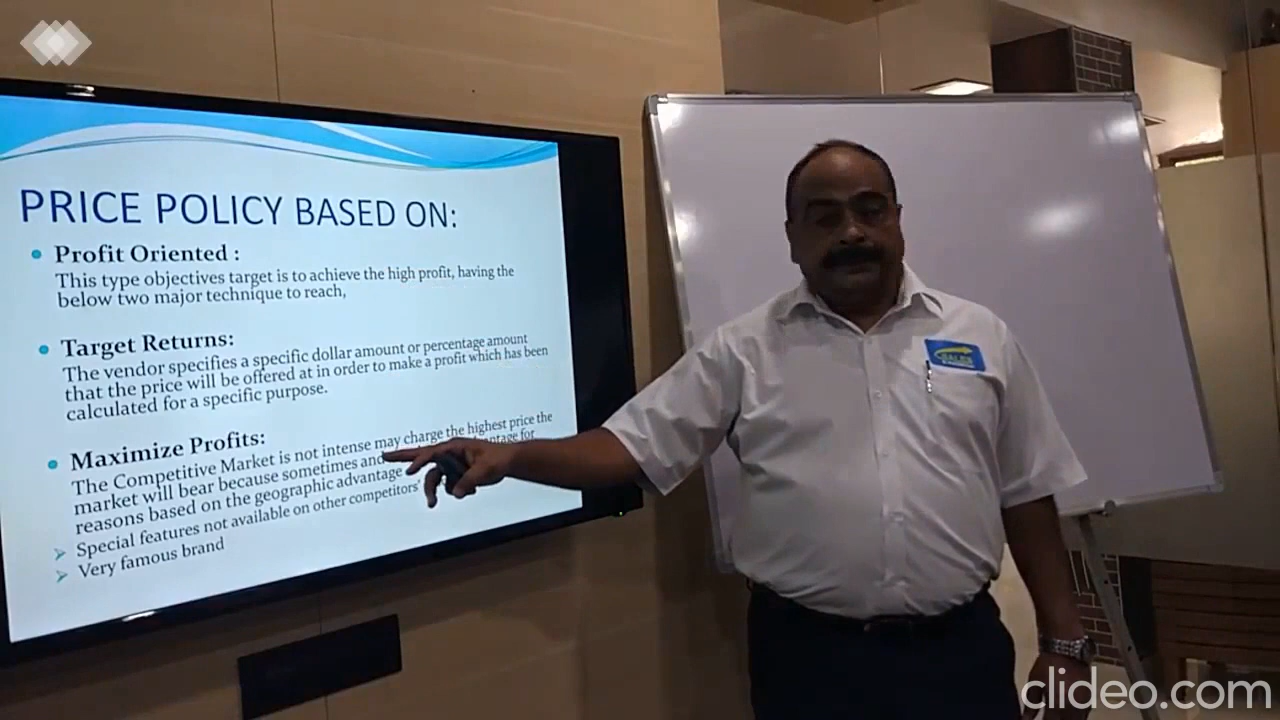 PRICE POLICY BASED ON:
Profit Oriented :
This type objectives target is to achieve the high profit, having the
below two major technique to reach,
Target Returns:
The vendor specifies a specific dollar amount or percentage amount
that the price will be offered at in order to make a profit which has been
calculated for a specific purpose.
Maximize Profits:
The Competitive Market is not intense may charge the highest price the
market will bear because sometimes and for
reasons based on the geographic advantage
Special features not available on other competitors'
Very famous brand
SALES
clideo.com